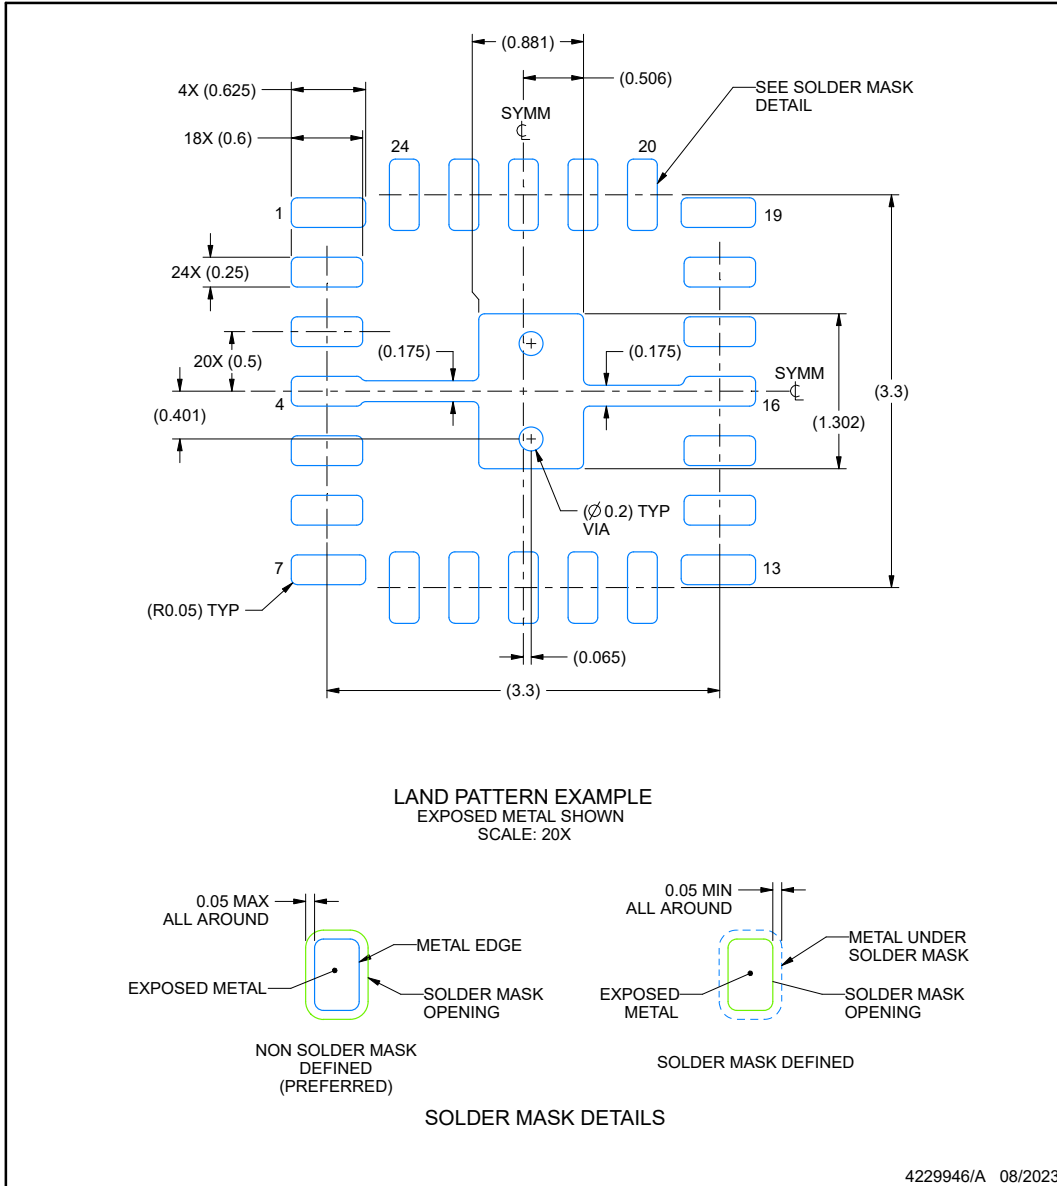 (0.881)
(0.506)
4X (0.625)
SEE SOLDER MASK
DETAIL
SYMM
℄
18X (0.6)
24
20
1
19
24X (0.25)
(0.175)
(0.175)
20X (0.5)
SYMM
℄
(3.3)
4
16
(0.401)
(1.302)
(Ø 0.2) TYP
VIA
7
13
(R0.05) TYP
(0.065)
(3.3)
LAND PATTERN EXAMPLE
EXPOSED METAL SHOWN
SCALE: 20X
0.05 MAX
ALL AROUND
METAL EDGE
EXPOSED METAL
SOLDER MASK
OPENING
NON SOLDER MASK
DEFINED
(PREFERRED)
0.05 MIN
ALL AROUND
METAL UNDER
SOLDER MASK
EXPOSED
METAL
SOLDER MASK
OPENING
SOLDER MASK DEFINED
SOLDER MASK DETAILS
4229946/A 08/2023